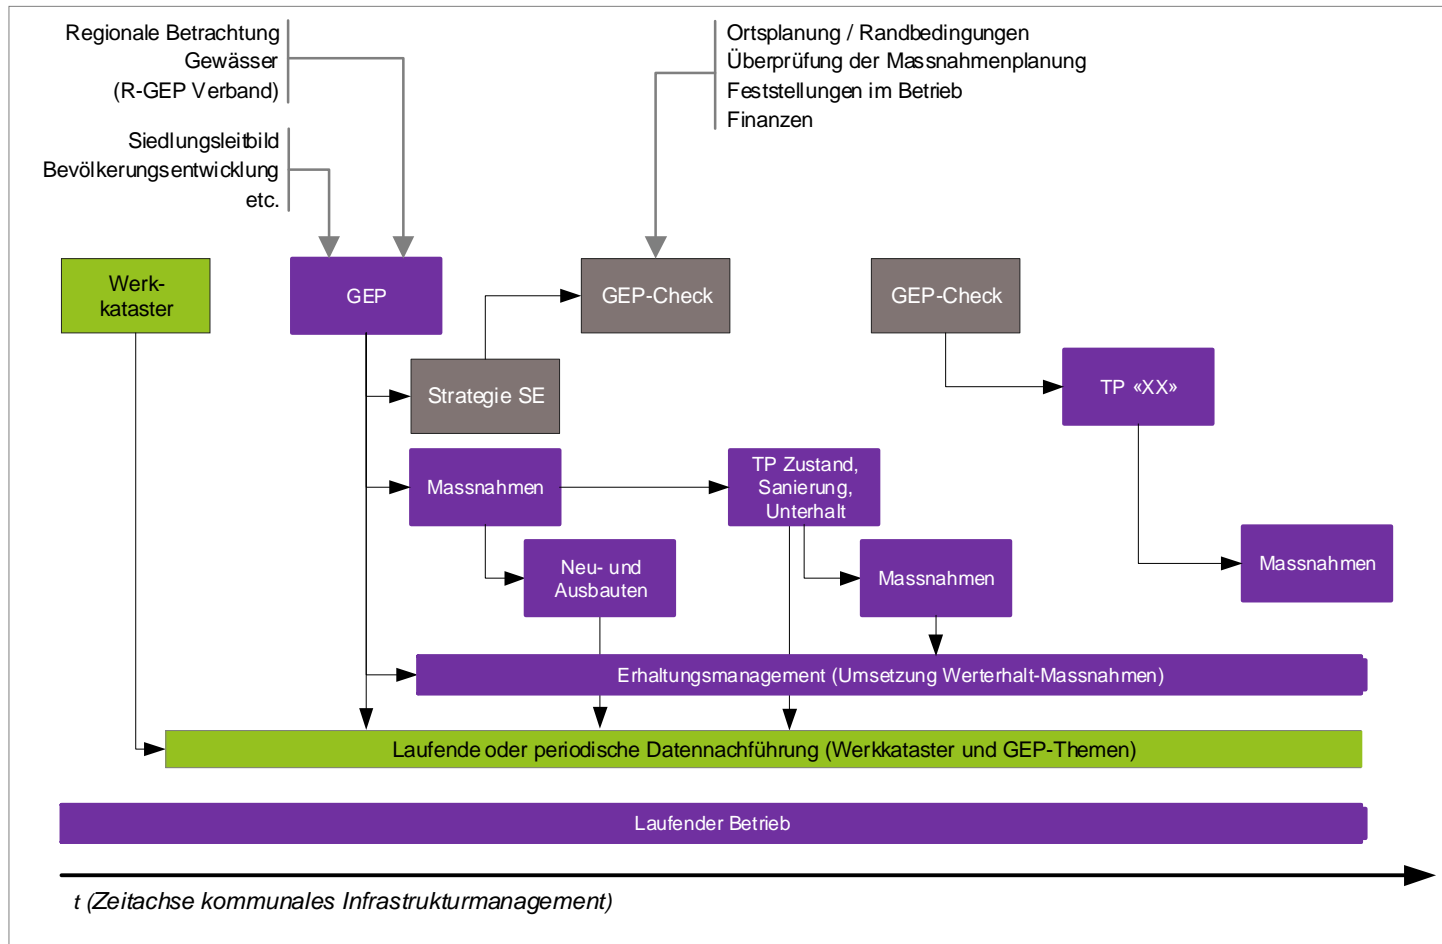 Regionale Betrachtung
Gewässer
(R-GEP Verband)
Siedlungsleitbild
Bevölkerungsentwicklung
etc.
Ortsplanung / Randbedingungen
Überprüfung der Massnahmenplanung
Feststellungen im Betrieb
Finanzen
Werk-
kataster
GEP
GEP-Check
GEP-Check
Strategie SE
TP «XX»
Massnahmen
TP Zustand,
Sanierung,
Unterhalt
Neu- und
Ausbauten
Massnahmen
Massnahmen
Erhaltungsmanagement (Umsetzung Werterhalt-Massnahmen)
Laufende oder periodische Datennachführung (Werkkataster und GEP-Themen)
Laufender Betrieb
t (Zeitachse kommunales Infrastrukturmanagement)